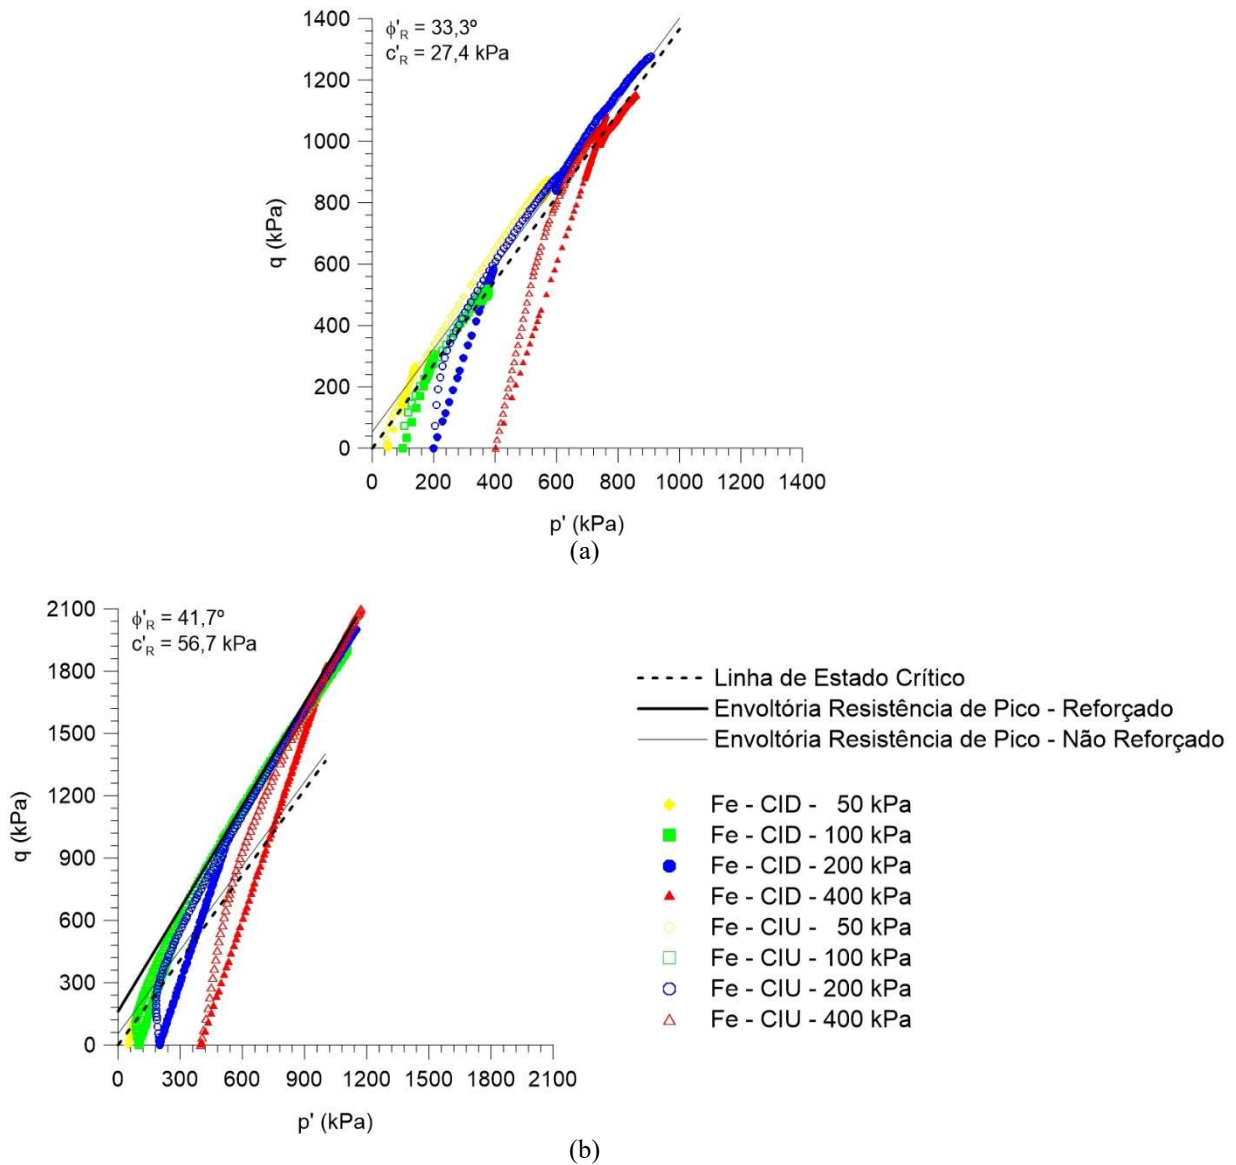 ϕ'R = 33,3º
c'R = 27,4 kPa
1400
1200
1000
800
600
400
200
0
q (kPa)
0 200 400 600 800 1000 1200 1400
p' (kPa)
(a)
ϕ'R = 41,7º
c'R = 56,7 kPa
2100
1800
1500
1200
900
600
300
0
q (kPa)
0 300 600 900 1200 1500 1800 2100
p' (kPa)
Linha de Estado Crítico
Envoltória Resistência de Pico - Reforçado
Envoltória Resistência de Pico - Não Reforçado
Fe - CID - 50 kPa
Fe - CID - 100 kPa
Fe - CID - 200 kPa
Fe - CID - 400 kPa
Fe - CIU - 50 kPa
Fe - CIU - 100 kPa
Fe - CIU - 200 kPa
Fe - CIU - 400 kPa
(b)